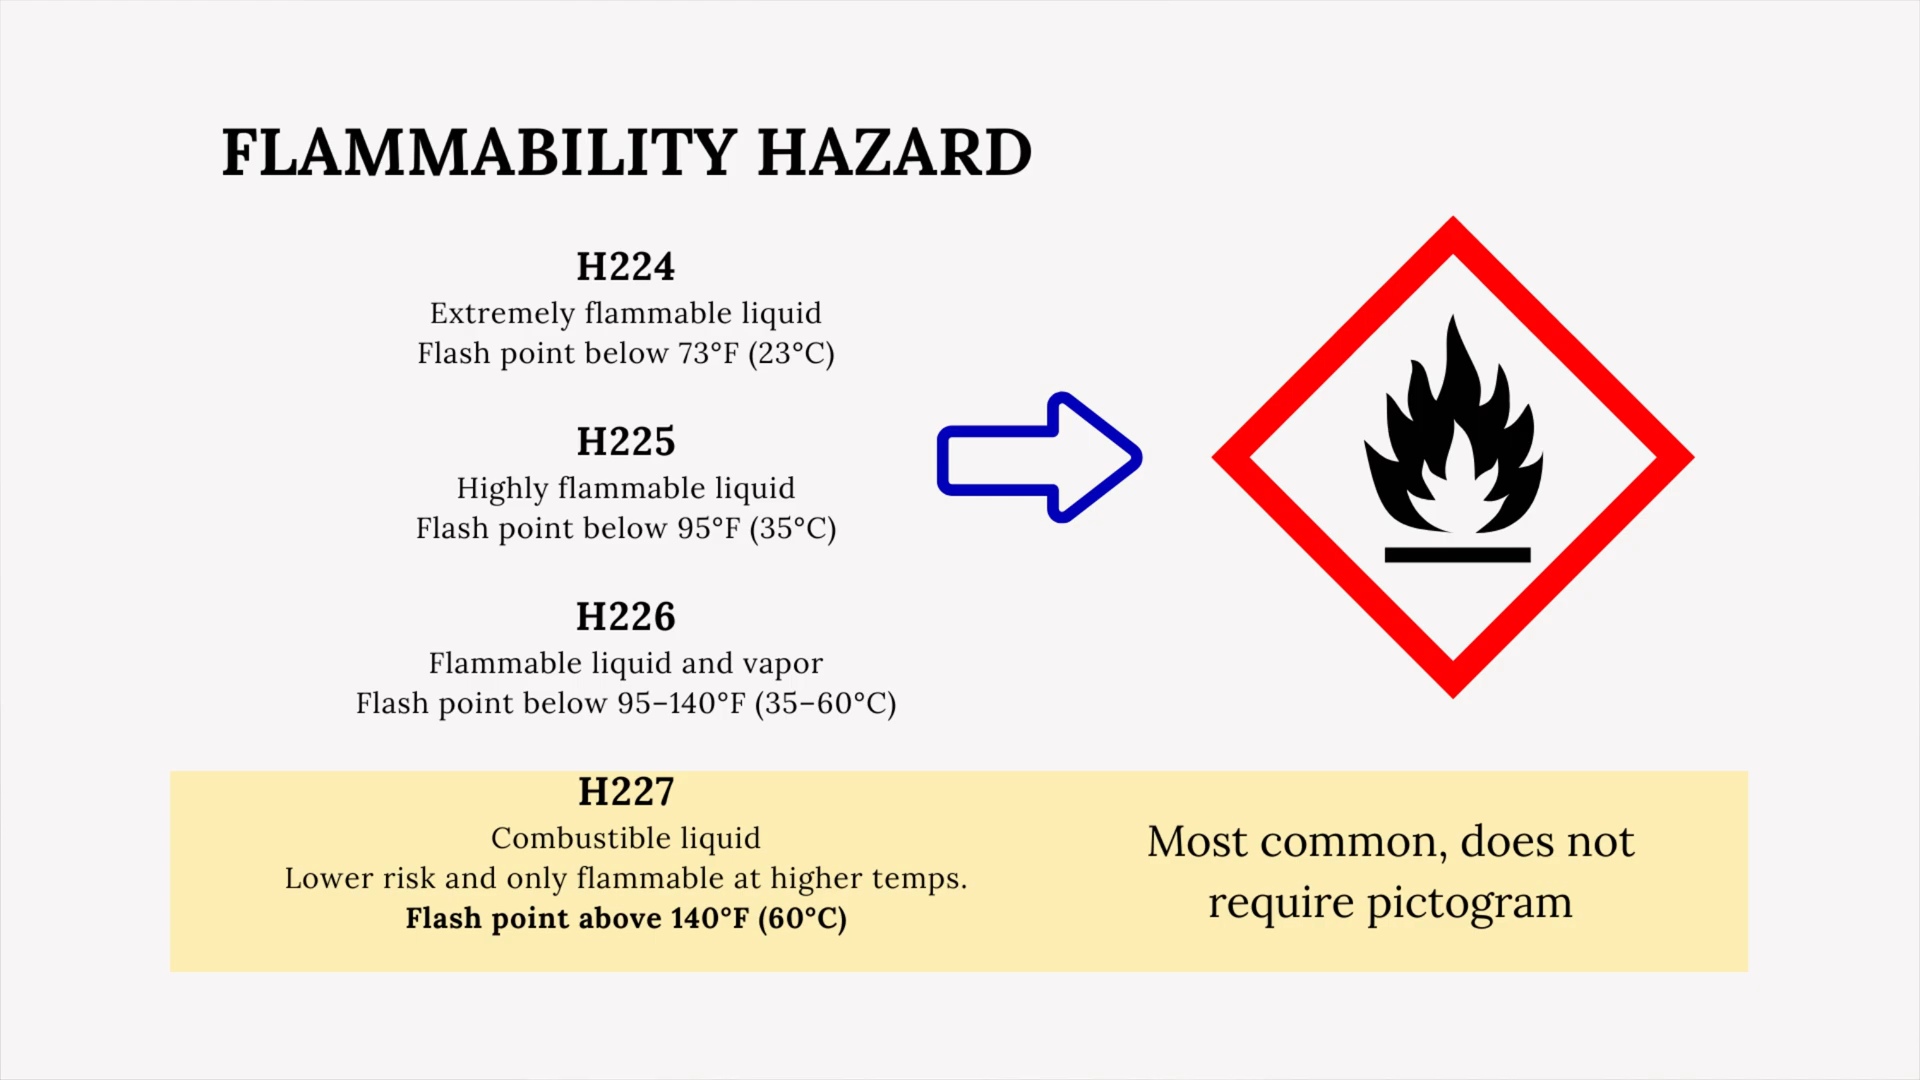 FLAMMABILITY HAZARD
H224
Extremely flammable liquid
Flash point below 73°F (23°C)
H225
Highly flammable liquid
Flash point below 95°F (35°C)
H226
Flammable liquid and vapor
Flash point below 95–140°F (35–60°C)
H227
Combustible liquid
Lower risk and only flammable at higher temps.
Flash point above 140°F (60°C)
Most common, does not
require pictogram